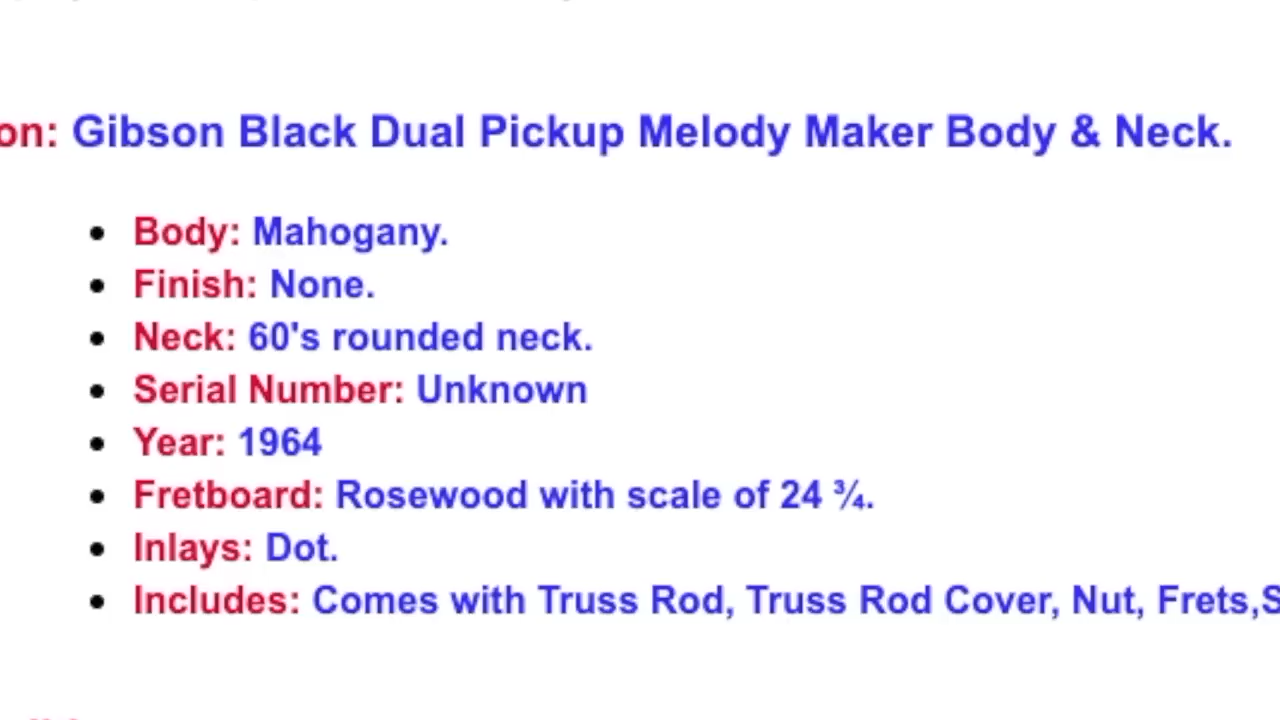 on: Gibson Black Dual Pickup Melody Maker Body & Neck.
Body: Mahogany.
Finish: None.
Neck: 60's rounded neck.
Serial Number: Unknown
Year: 1964
Fretboard: Rosewood with scale of 24 ¾.
Inlays: Dot.
Includes: Comes with Truss Rod, Truss Rod Cover, Nut, Frets,S